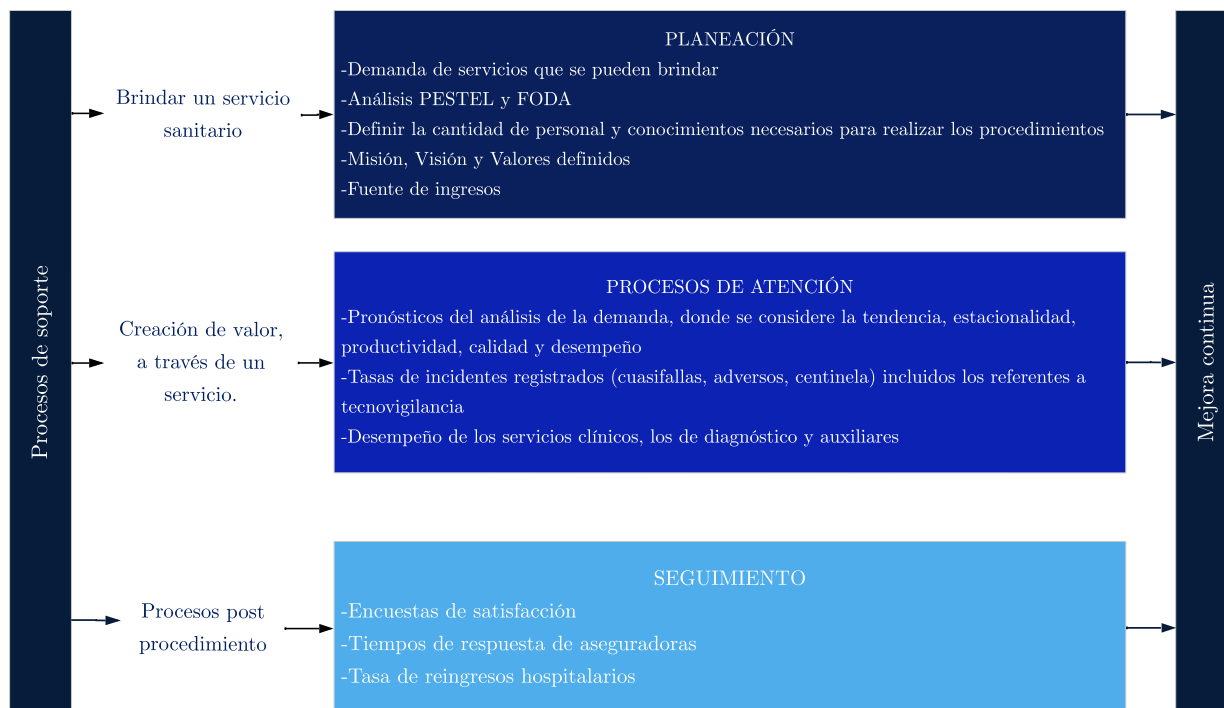 Procesos de soporte
Brindar un servicio
sanitario
PLANEACIÓN
-Demanda de servicios que se pueden brindar
-Análisis PESTEL y FODA
-Definir la cantidad de personal y conocimientos necesarios para realizar los procedimientos
-Misión, Visión y Valores definidos
-Fuente de ingresos
Creación de valor,
a través de un
servicio.
PROCESOS DE ATENCIÓN
-Pronósticos del análisis de la demanda, donde se considere la tendencia, estacionalidad,
productividad, calidad y desempeño
-Tasas de incidentes registrados (cuasifallas, adversos, centinela) incluidos los referentes a
tecnovigilancia
-Desempeño de los servicios clínicos, los de diagnóstico y auxiliares
Procesos post
procedimiento
SEGUIMIENTO
-Encuestas de satisfacción
-Tiempos de respuesta de aseguradoras
-Tasa de reingresos hospitalarios
Mejora continua